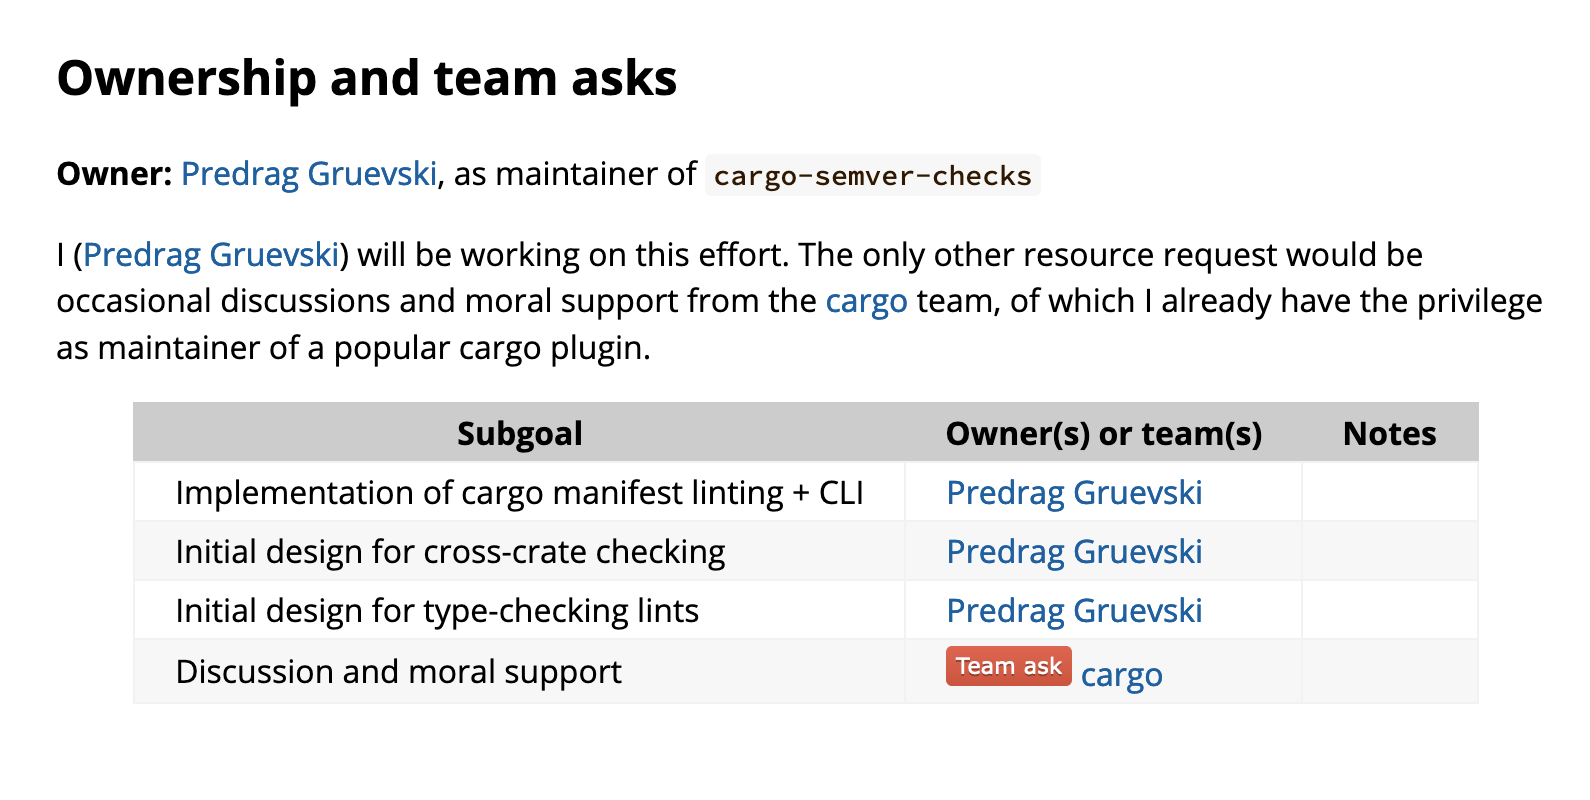 Ownership and team asks
Owner: Predrag Gruevski, as maintainer of cargo-semver-checks
I (Predrag Gruevski) will be working on this effort. The only other resource request would be
occasional discussions and moral support from the cargo team, of which I already have the privilege
as maintainer of a popular cargo plugin.
Subgoal Owner(s) or team(s) Notes
Implementation of cargo manifest linting + CLI Predrag Gruevski
Initial design for cross-crate checking Predrag Gruevski
Initial design for type-checking lints Predrag Gruevski
Discussion and moral support Team ask cargo